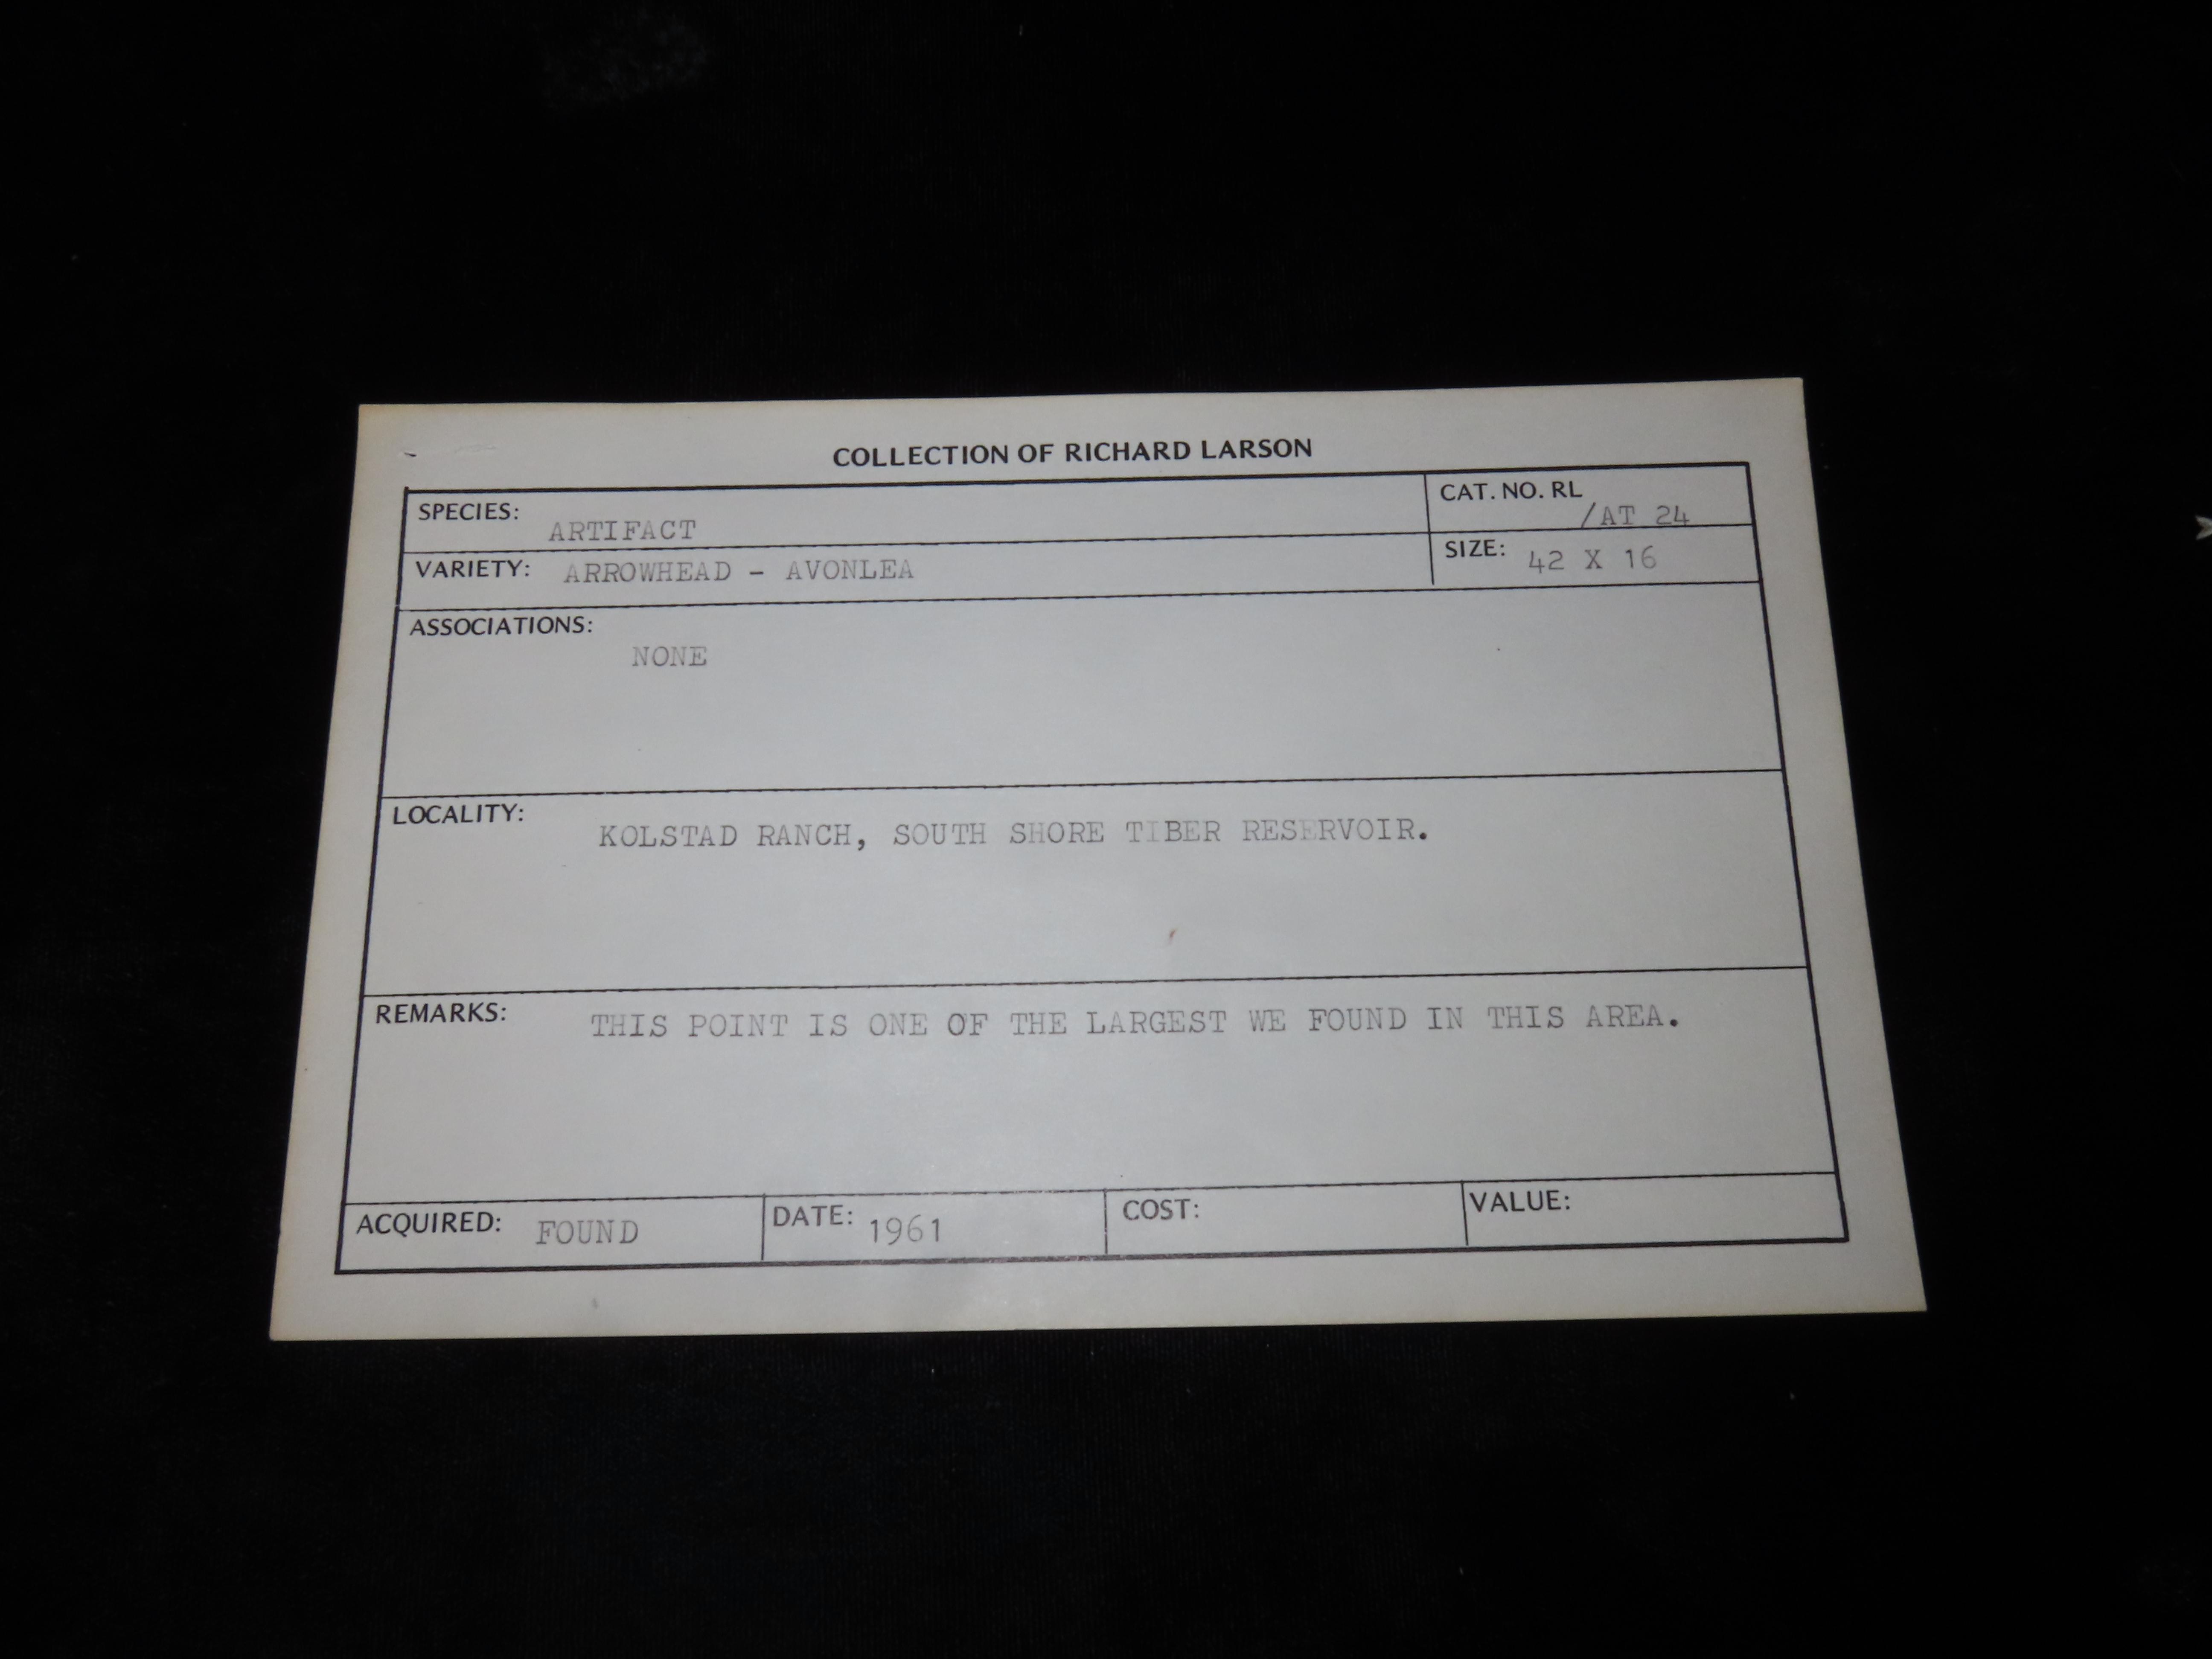 COLLECTION OF RICHARD LARSON
SPECIES: ARTIFACT
CAT. NO. RL /AT 24
VARIETY: ARROWHEAD - AVONLEA
SIZE: 42 X 16
ASSOCIATIONS:
NONE
LOCALITY: KOLSTAD RANCH, SOUTH SHORE TIBER RESERVOIR.
REMARKS: THIS POINT IS ONE OF THE LARGEST WE FOUND IN THIS AREA.
ACQUIRED: FOUND DATE: 1961 COST: VALUE: